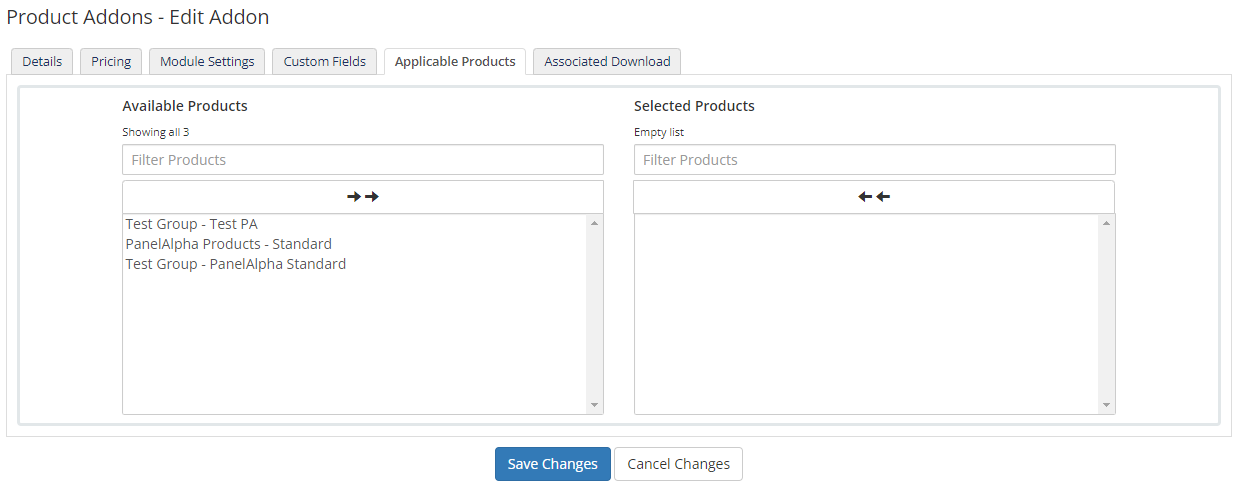 Product Addons - Edit Addon
Details
Pricing
Module Settings
Custom Fields
Applicable Products
Associated Download
Available Products
Showing all 3
Filter Products
Test Group - Test PA
PanelAlpha Products - Standard
Test Group - PanelAlpha Standard
Selected Products
Empty list
Filter Products
Save Changes
Cancel Changes